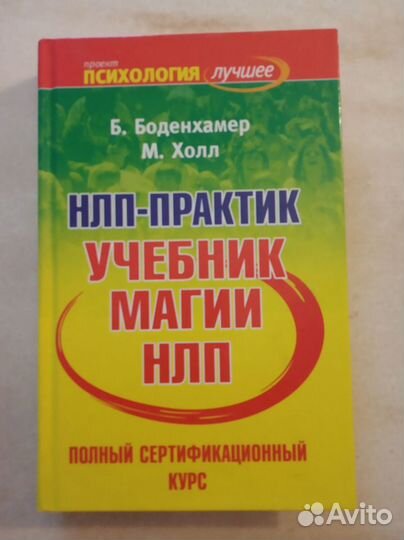 проект
ПСИХОЛОГИЯ лучшее
Б. Боденхамер
М. Холл
НЛП-ПРАКТИК
УЧЕБНИК
МАГИИ
НЛП
ПОЛНЫЙ СЕРТИФИКАЦИОННЫЙ
КУРС
Avito